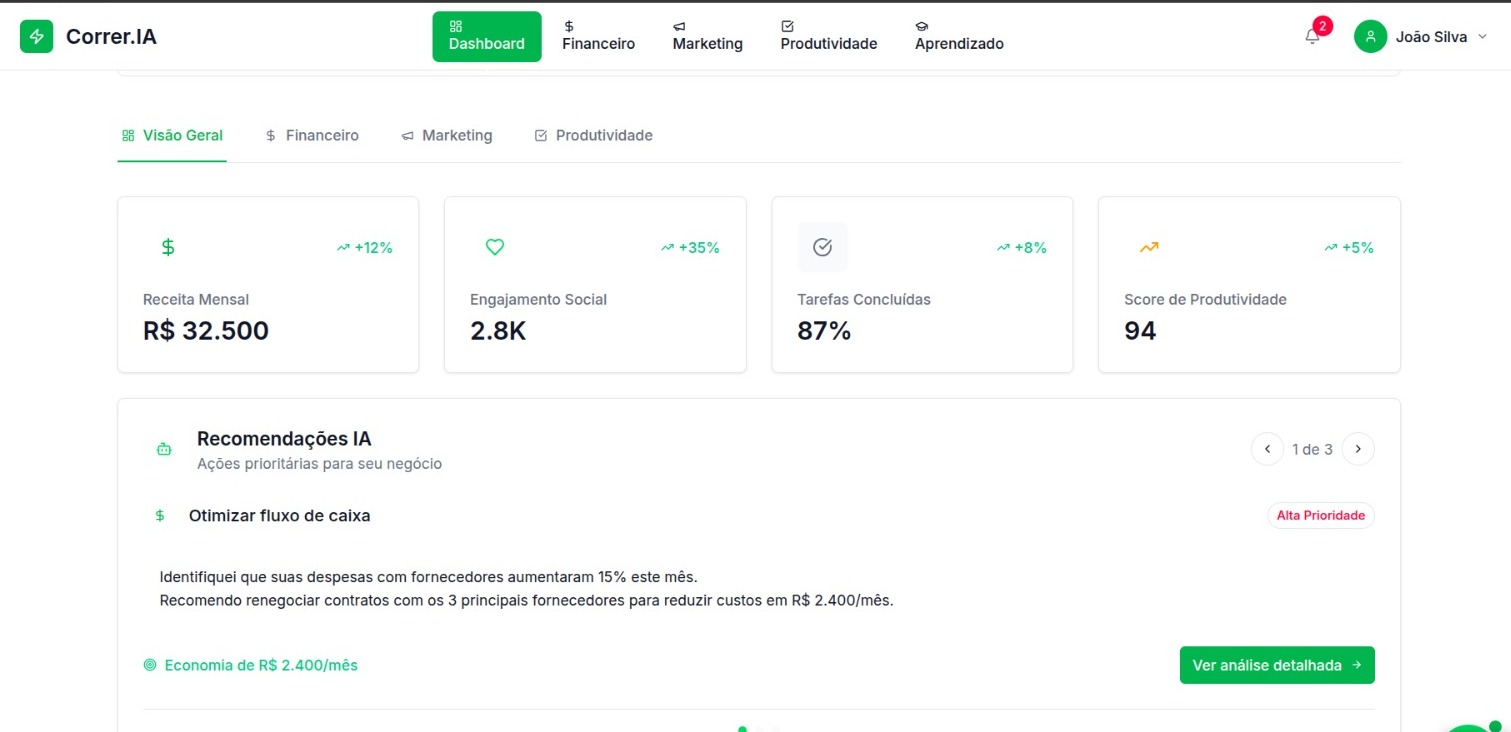 Correr.IA
Dashboard
Financeiro
Marketing
Produtividade
Aprendizado
2
João Silva
Visão Geral
Financeiro
Marketing
Produtividade
+12%
Receita Mensal
R$ 32.500
+35%
Engajamento Social
2.8K
+8%
Tarefas Concluídas
87%
+5%
Score de Produtividade
94
Recomendações IA
Ações prioritárias para seu negócio
1 de 3
Otimizar fluxo de caixa
Alta Prioridade
Identifiquei que suas despesas com fornecedores aumentaram 15% este mês.
Recomendo renegociar contratos com os 3 principais fornecedores para reduzir custos em R$ 2.400/mês.
Economia de R$ 2.400/mês
Ver análise detalhada